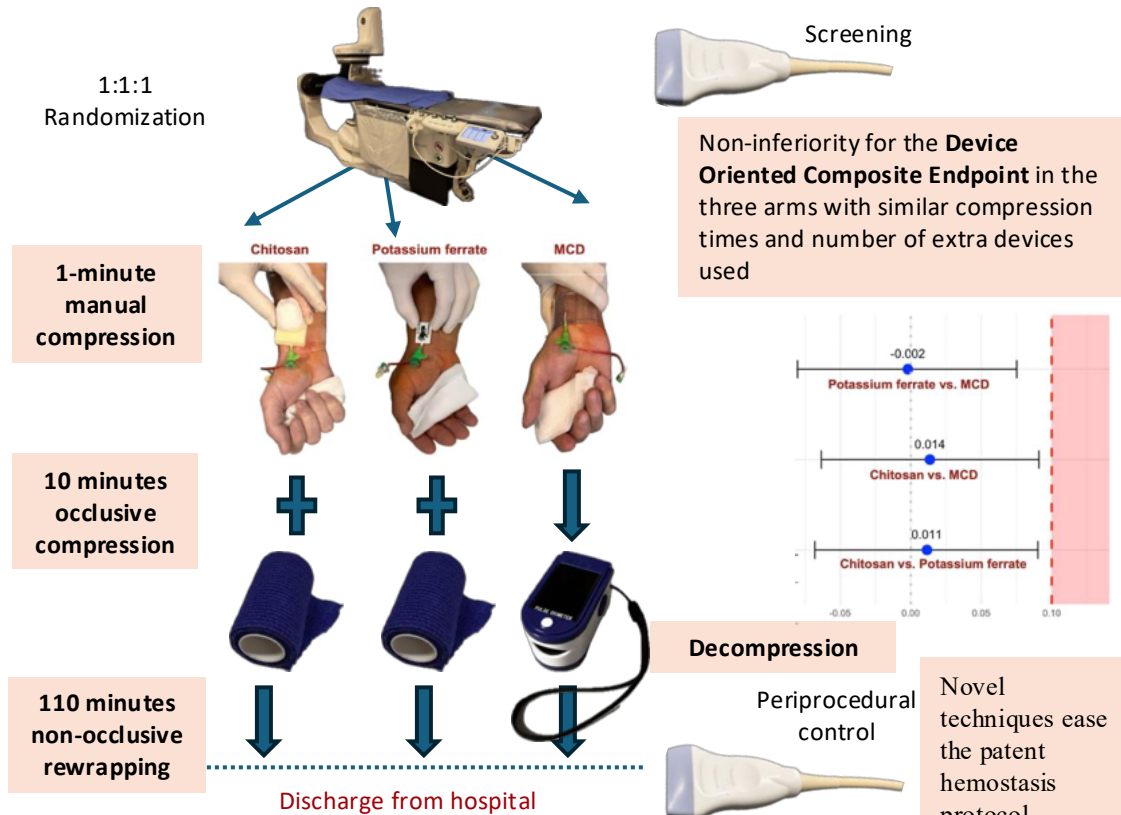 1:1:1
Randomization
Screening
Non-inferiority for the Device
Oriented Composite Endpoint in the
three arms with similar compression
times and number of extra devices
used
Chitosan
Potassium ferrate
MCD
1-minute
manual
compression
-0.002
Potassium ferrate vs. MCD
0.014
Chitosan vs. MCD
0.011
Chitosan vs. Potassium ferrate
-0.05
0.00
0.05
0.10
10 minutes
occlusive
compression
PULSE OXIMETER
Decompression
110 minutes
non-occlusive
rewrapping
Periprocedural
control
Novel
techniques ease
the patent
hemostasis
protocol
Discharge from hospital